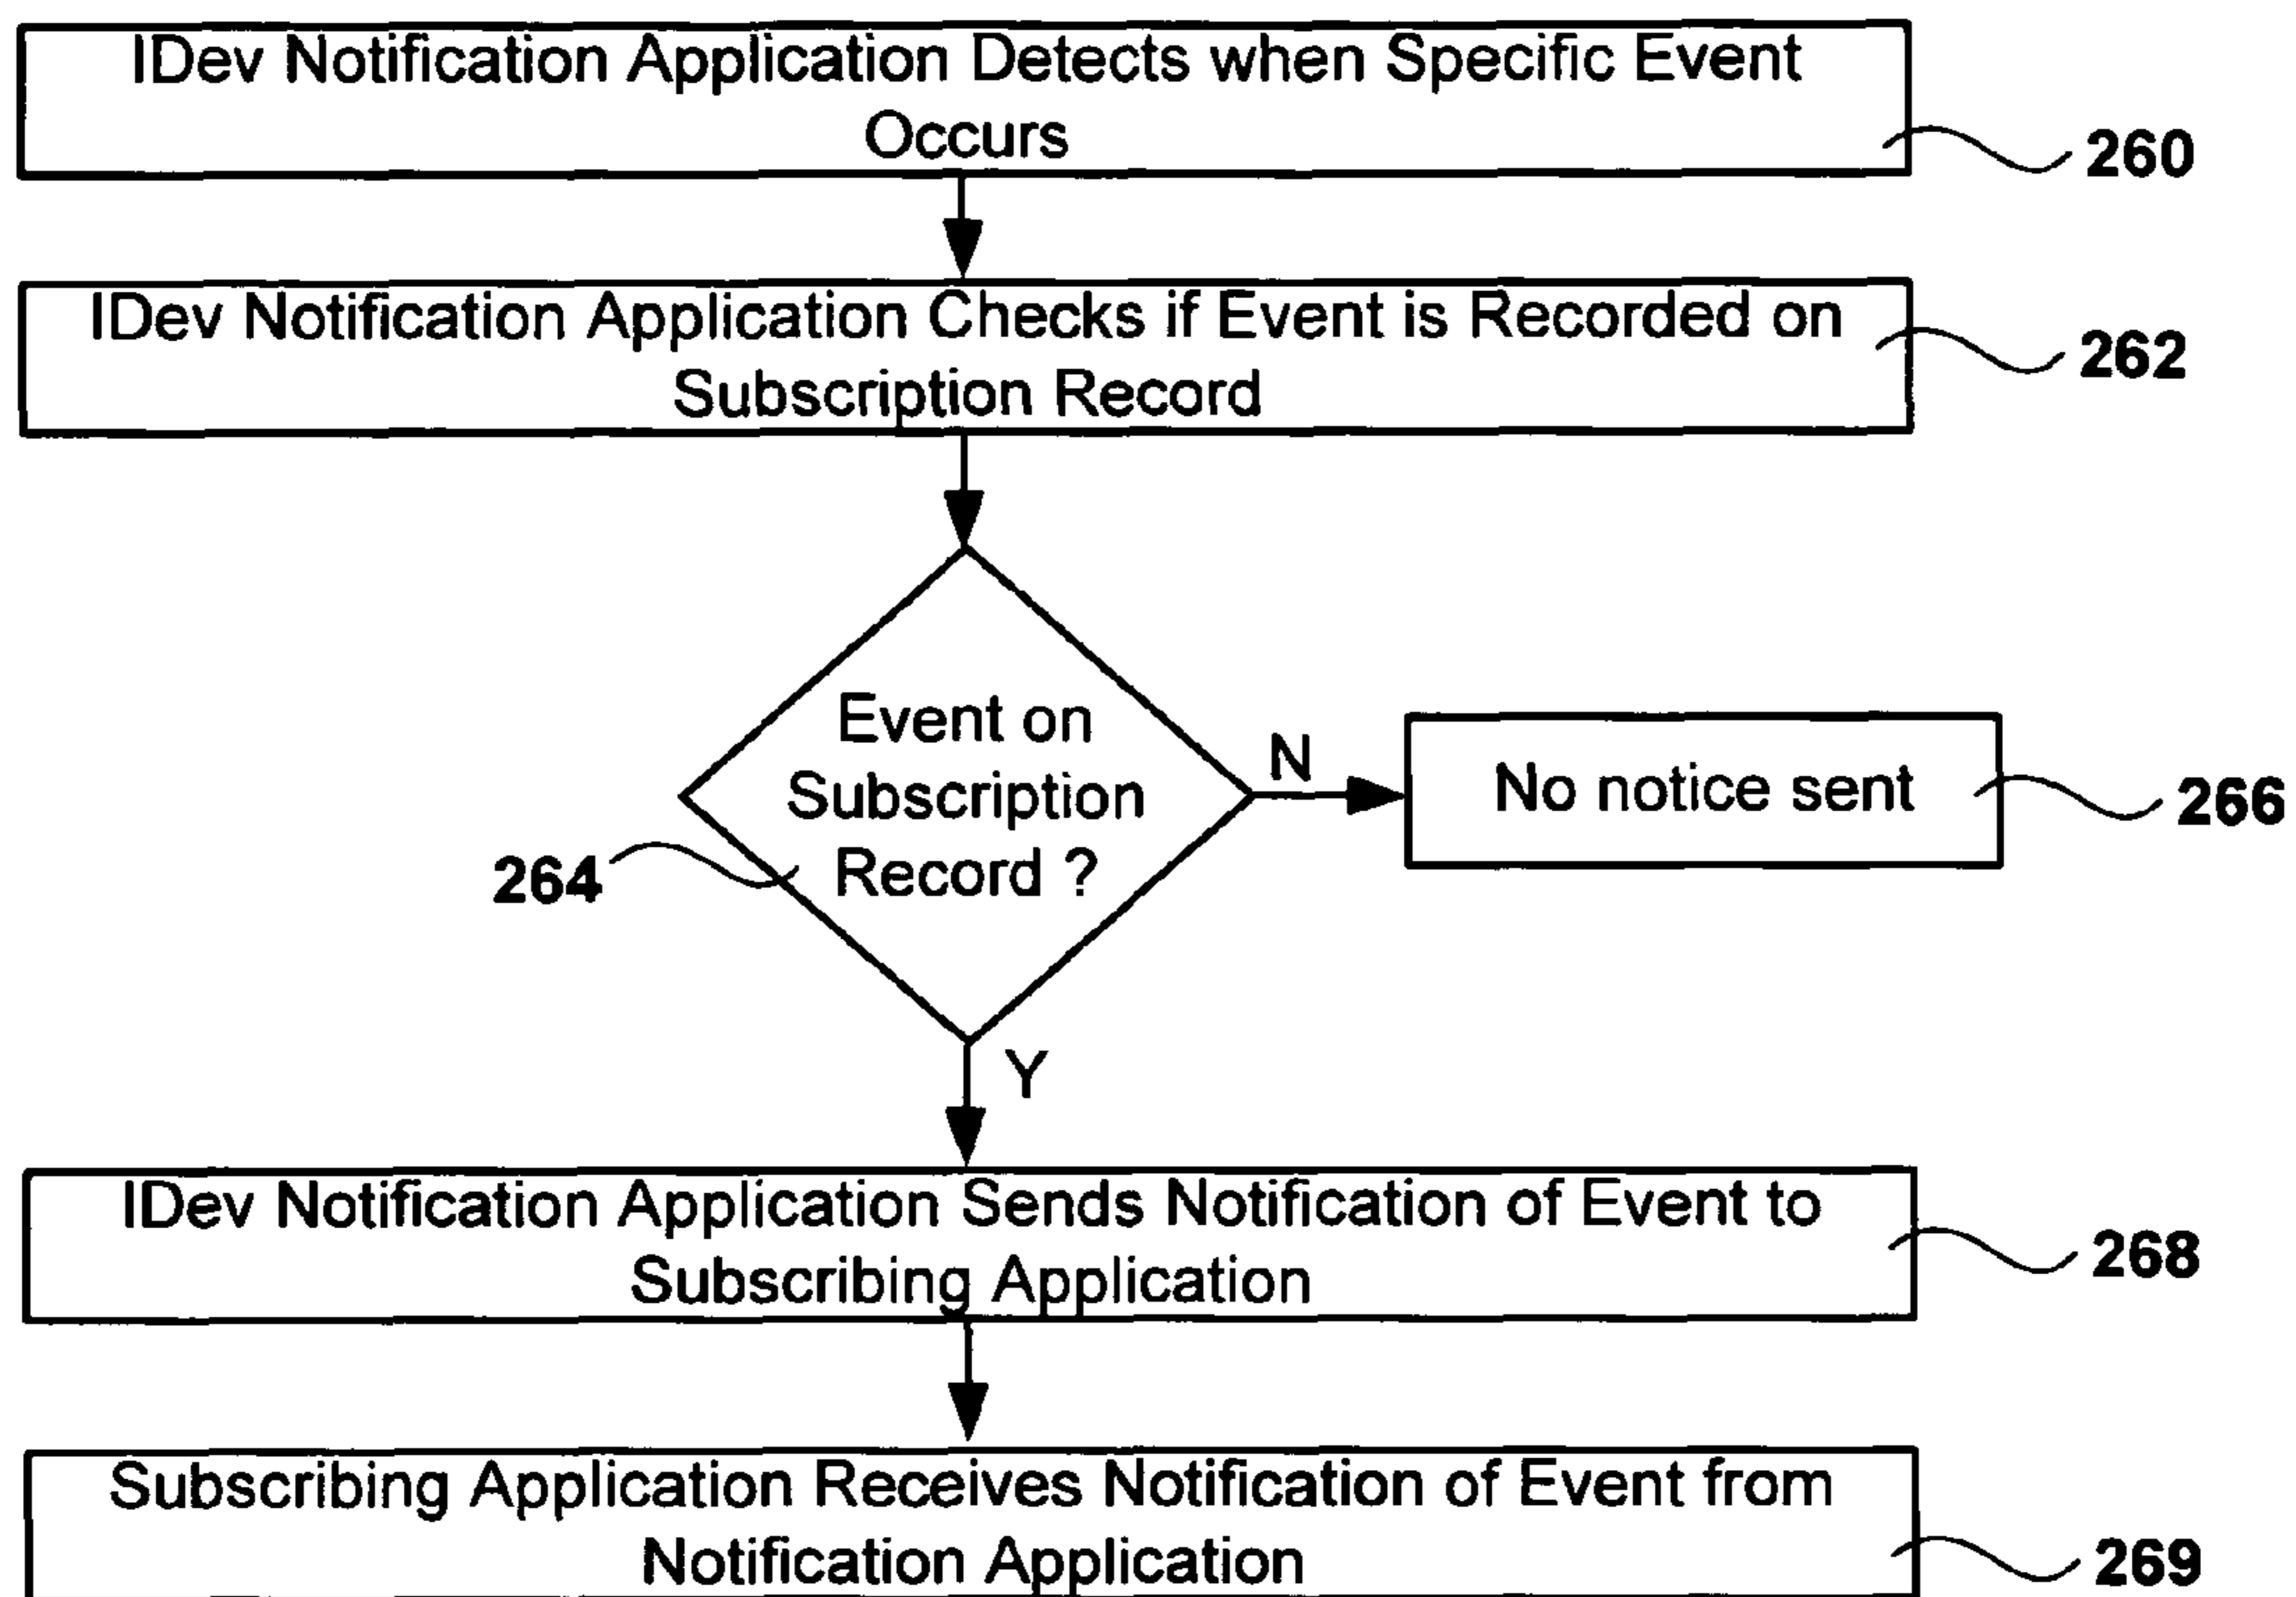 IDev Notification Application Detects when Specific Event
Occurs
260
IDev Notification Application Checks if Event is Recorded on
Subscription Record
262
Event on
Subscription
Record ?
264
N
No notice sent
266
Y
IDev Notification Application Sends Notification of Event to
Subscribing Application
268
Subscribing Application Receives Notification of Event from
Notification Application
269